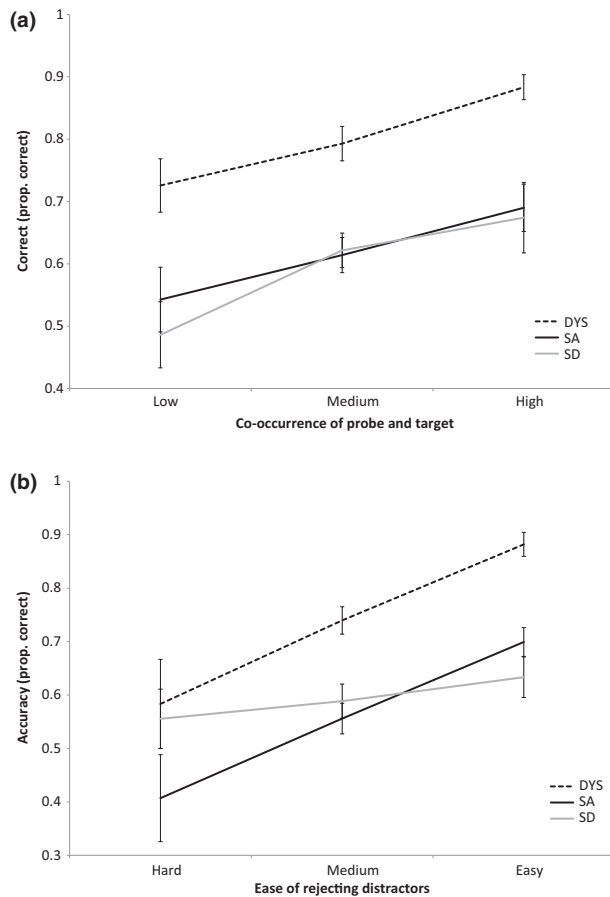 (a)
1
0.9
0.8
0.7
0.6
0.5
0.4
Correct (prop. correct)
DYS
SA
SD
Low Medium High
Co-occurrence of probe and target
(b)
1
0.9
0.8
0.7
0.6
0.5
0.4
0.3
Accuracy (prop. correct)
DYS
SA
SD
Hard Medium Easy
Ease of rejecting distractors